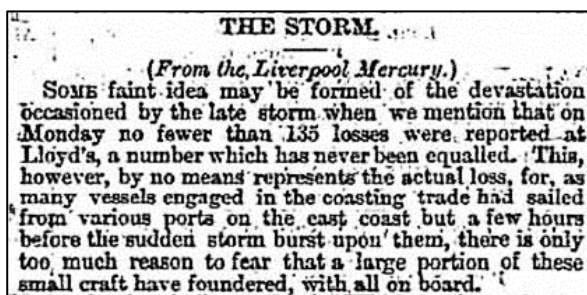 THE STORM.
(From the Liverpool Mercury.)
SOME faint idea may be formed of the devastation
occasioned by the late storm when we mention that on
Monday no fewer than 135 losses were reported at
Lloyd's, a number which has never been equalled. This,
however, by no means represents the actual loss, for, as
many vessels engaged in the coasting trade had sailed
from various ports on the east coast but a few hours
before the sudden storm burst upon them, there is only
too much reason to fear that a large portion of these
small craft have foundered, with all on board.